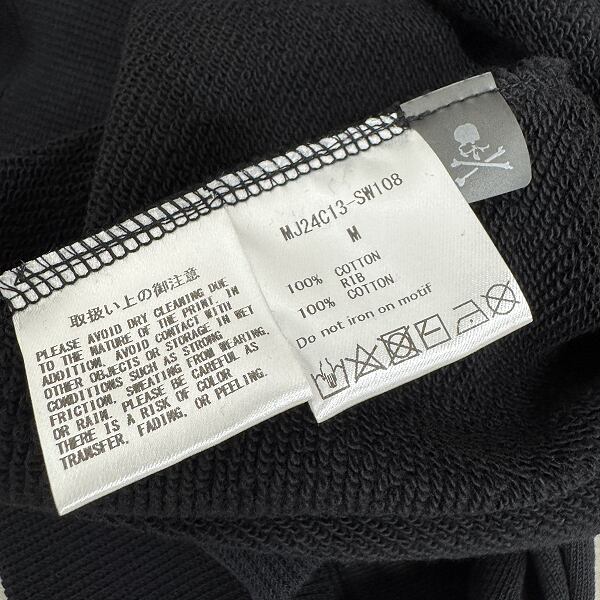 取扱い上の御注意
PLEASE AVOID DRY CLEANING DUE
TO THE NATURE OF THE PRINT. IN
ADDITION, AVOID CONTACT WITH
OTHER OBJECTS OR STORAGE IN WET
CONDITIONS SUCH AS STRONG
FRICTION, SWEATING FROM WEARING,
OR RAIN. PLEASE BE CAREFUL AS
THERE IS A RISK OF COLOR
TRANSFER, FADING, OR PEELING.
MJ24C13-SW108
M
100% COTTON
RIB
100% COTTON
Do not iron on motif